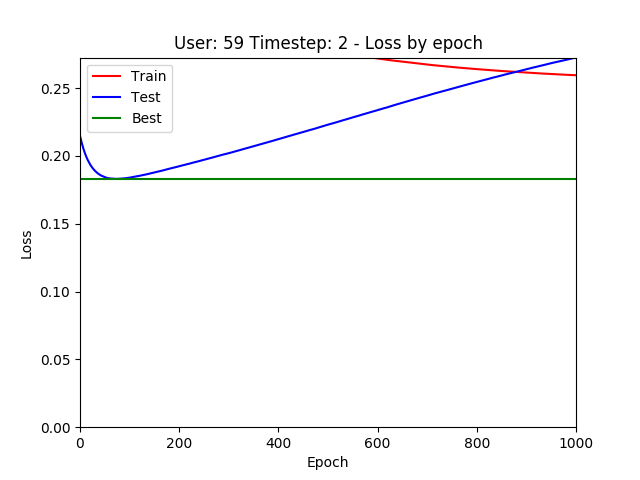 User: 59 Timestep: 2 - Loss by epoch
Train
Test
Best
0.25
0.20
0.15
0.10
0.05
0.00
Loss
0 200 400 600 800 1000
Epoch